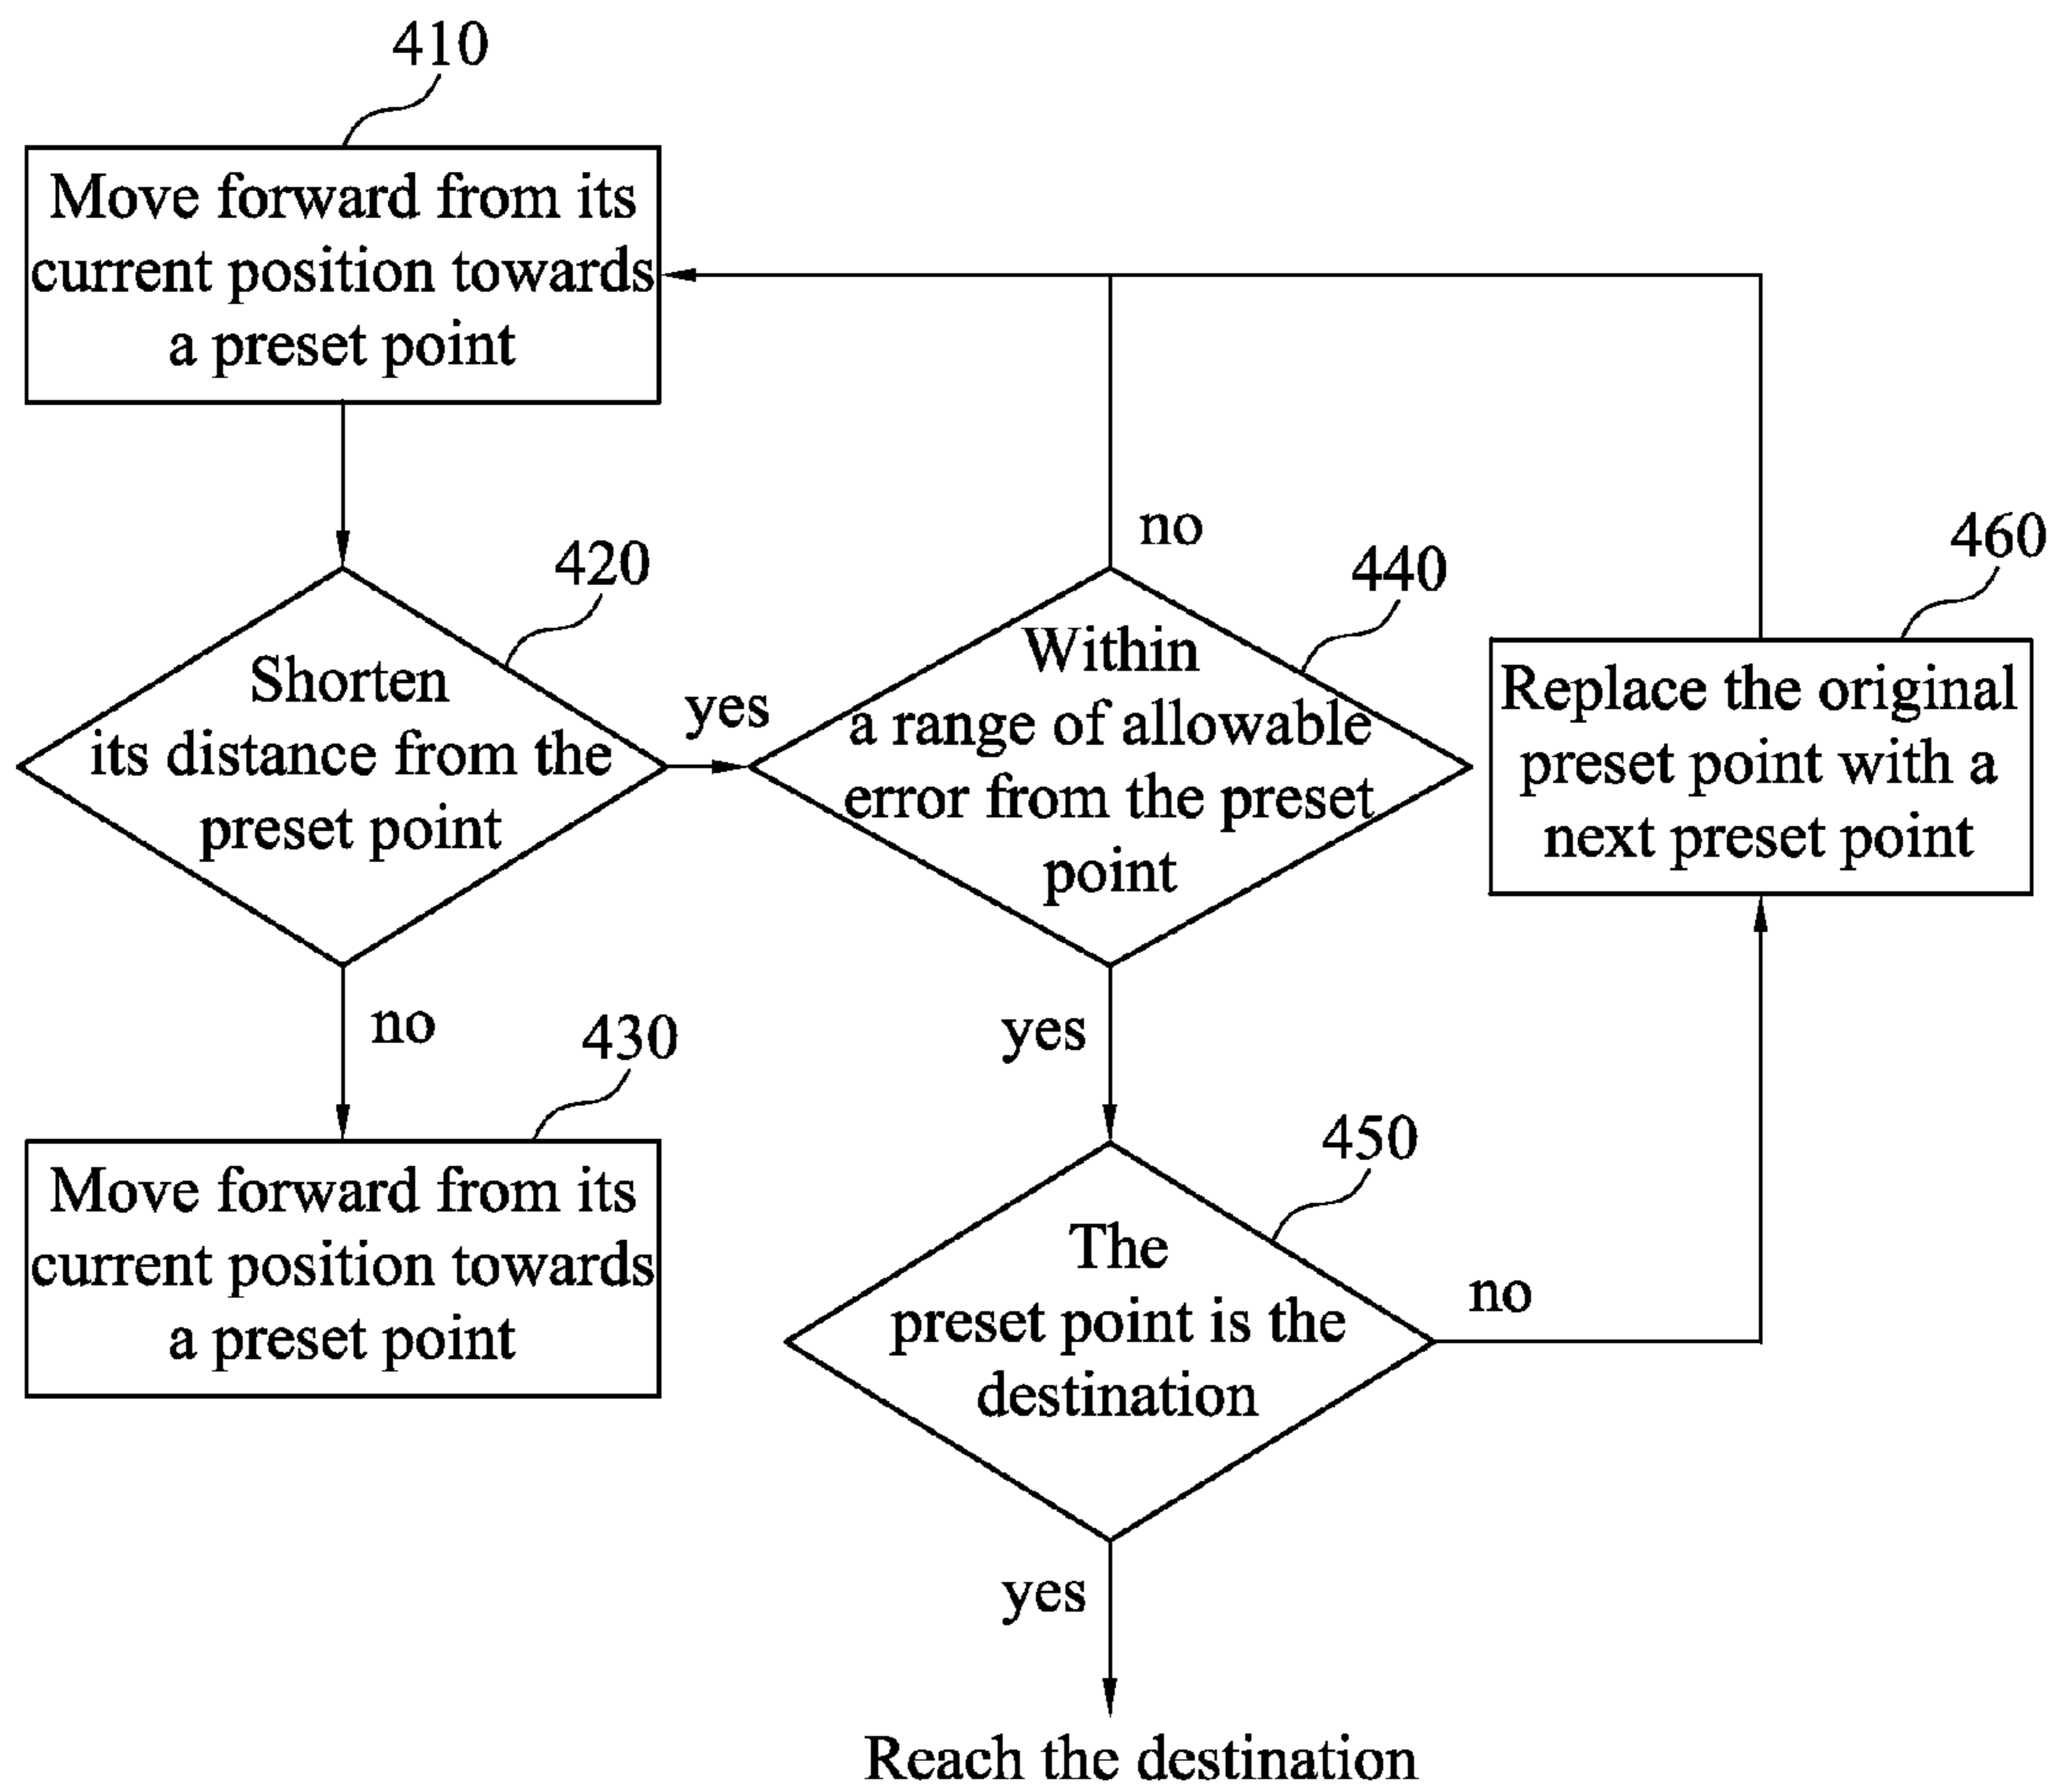 410
Move forward from its
current position towards
a preset point
420
Shorten
its distance from the
preset point
yes
no
430
Move forward from its
current position towards
a preset point
no
440
Within
a range of allowable
error from the preset
point
yes
450
The
preset point is the
destination
no
yes
460
Replace the original
preset point with a
next preset point
Reach the destination